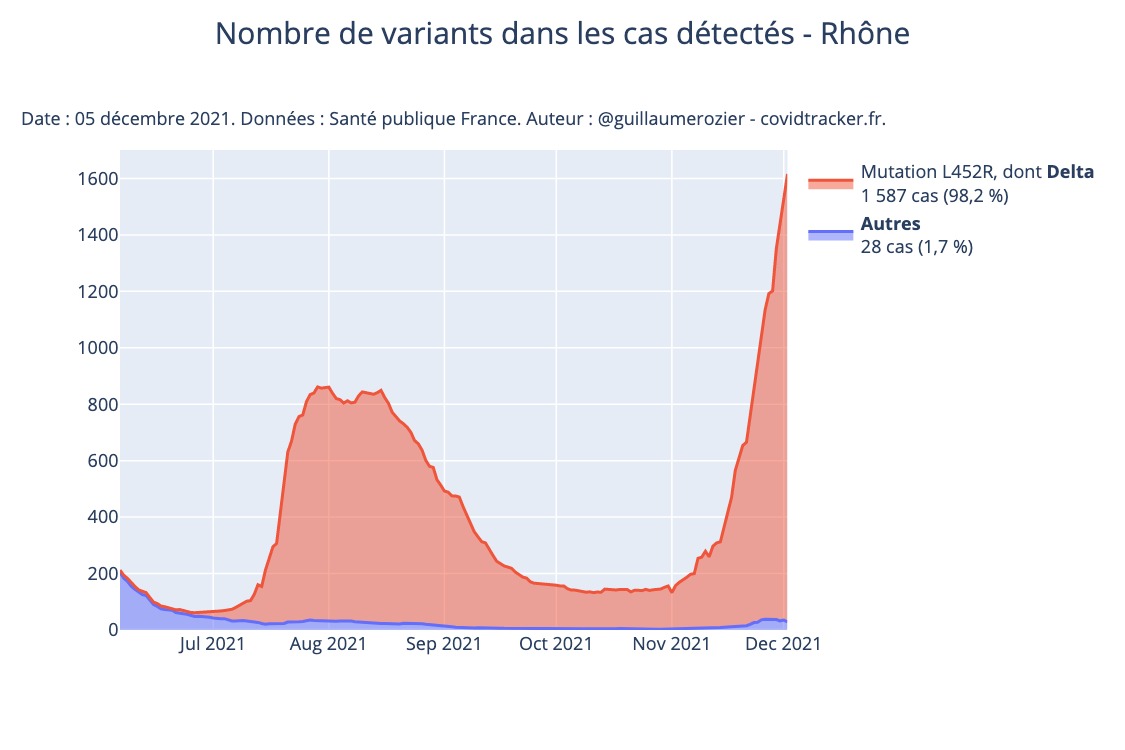 Nombre de variants dans les cas détectés - Rhône
Date : 05 décembre 2021. Données : Santé publique France. Auteur : @guillaumerozier - covidtracker.fr.
Mutation L452R, dont Delta
1 587 cas (98,2 %)
Autres
28 cas (1,7 %)
1600
1400
1200
1000
800
600
400
200
0
Jul 2021 Aug 2021 Sep 2021 Oct 2021 Nov 2021 Dec 2021